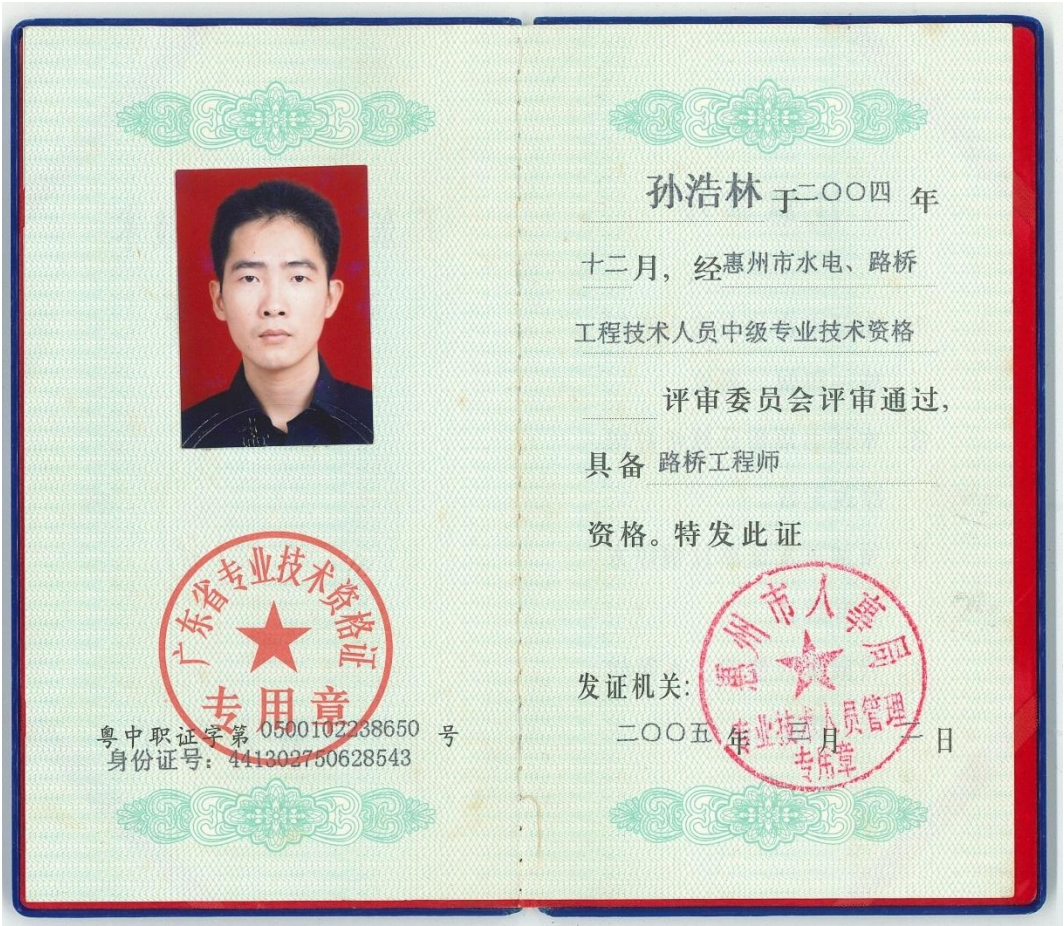 广东省专业技术资格证
专用章
粤中职证字第 0500102238650 号
身份证号：441302750628543
孙浩林 于二〇〇四 年
十二月，经惠州市水电、路桥
工程技术人员中级专业技术资格
评审委员会评审通过，
具备 路桥工程师
资格。特发此证
惠州市人事局
专业技术人员管理
专用章
发证机关：
二〇〇五 年 三 月 二 日